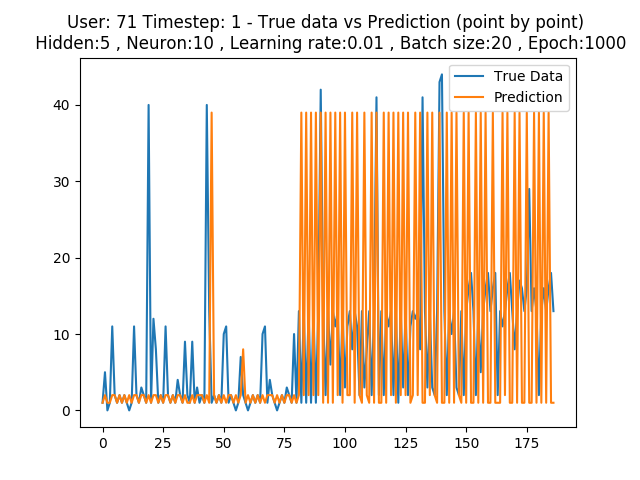 User: 71 Timestep: 1 - True data vs Prediction (point by point)
Hidden:5 , Neuron:10 , Learning rate:0.01 , Batch size:20 , Epoch:1000
True Data
Prediction
40
30
20
10
0
0 25 50 75 100 125 150 175